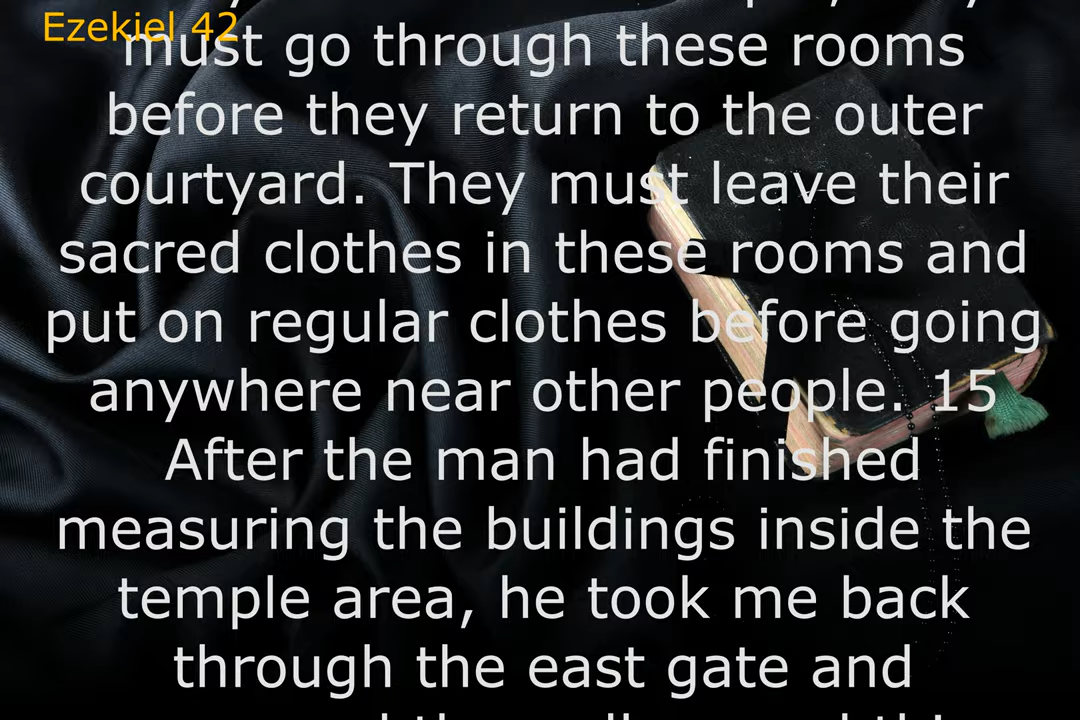 Ezekiel 42
must go through these rooms
before they return to the outer
courtyard. They must leave their
sacred clothes in these rooms and
put on regular clothes before going
anywhere near other people. 15
After the man had finished
measuring the buildings inside the
temple area, he took me back
through the east gate and